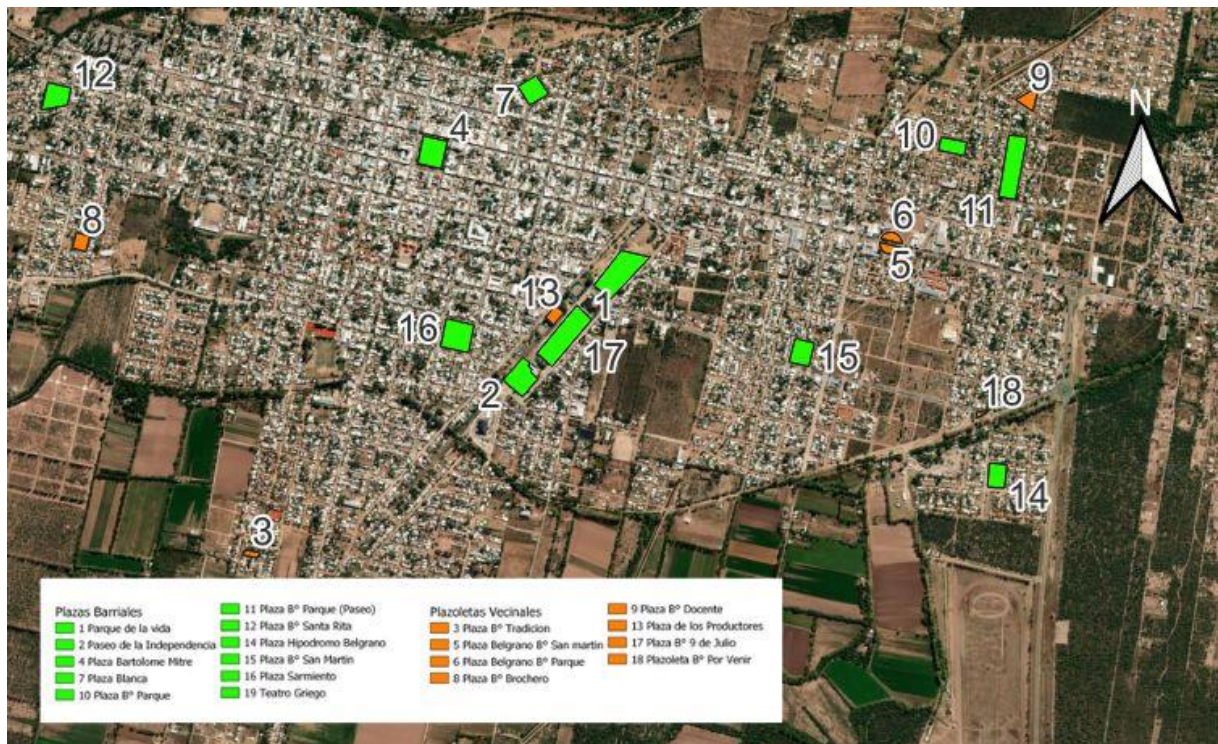 12
7
4
9
N
10
11
8
6
5
13
1
16
17
15
2
18
14
3
Plazas Barriales
1 Parque de la vida
2 Paseo de la Independencia
4 Plaza Bartolome Mitre
7 Plaza Blanca
10 Plaza B° Parque
11 Plaza B° Parque (Paseo)
12 Plaza B° Santa Rita
14 Plaza Hipodromo Belgrano
15 Plaza B° San Martin
16 Plaza Sarmiento
19 Teatro Griego
Plazoletas Vecinales
3 Plaza B° Tradicion
5 Plaza Belgrano B° San martin
6 Plaza Belgrano B° Parque
8 Plaza B° Brochero
9 Plaza B° Docente
13 Plaza de los Productores
17 Plaza B° 9 de Julio
18 Plazoleta B° Por Venir